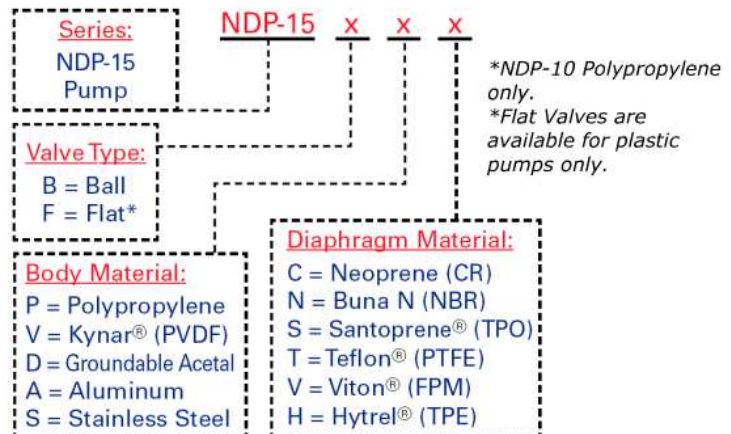 NDP-15 x x x
Series:
NDP-15
Pump
*NDP-10 Polypropylene
only.
*Flat Valves are
available for plastic
pumps only.
Valve Type:
B = Ball
F = Flat*
Body Material:
P = Polypropylene
V = Kynar® (PVDF)
D = Groundable Acetal
A = Aluminum
S = Stainless Steel
Diaphragm Material:
C = Neoprene (CR)
N = Buna N (NBR)
S = Santoprene® (TPO)
T = Teflon® (PTFE)
V = Viton® (FPM)
H = Hytrel® (TPE)